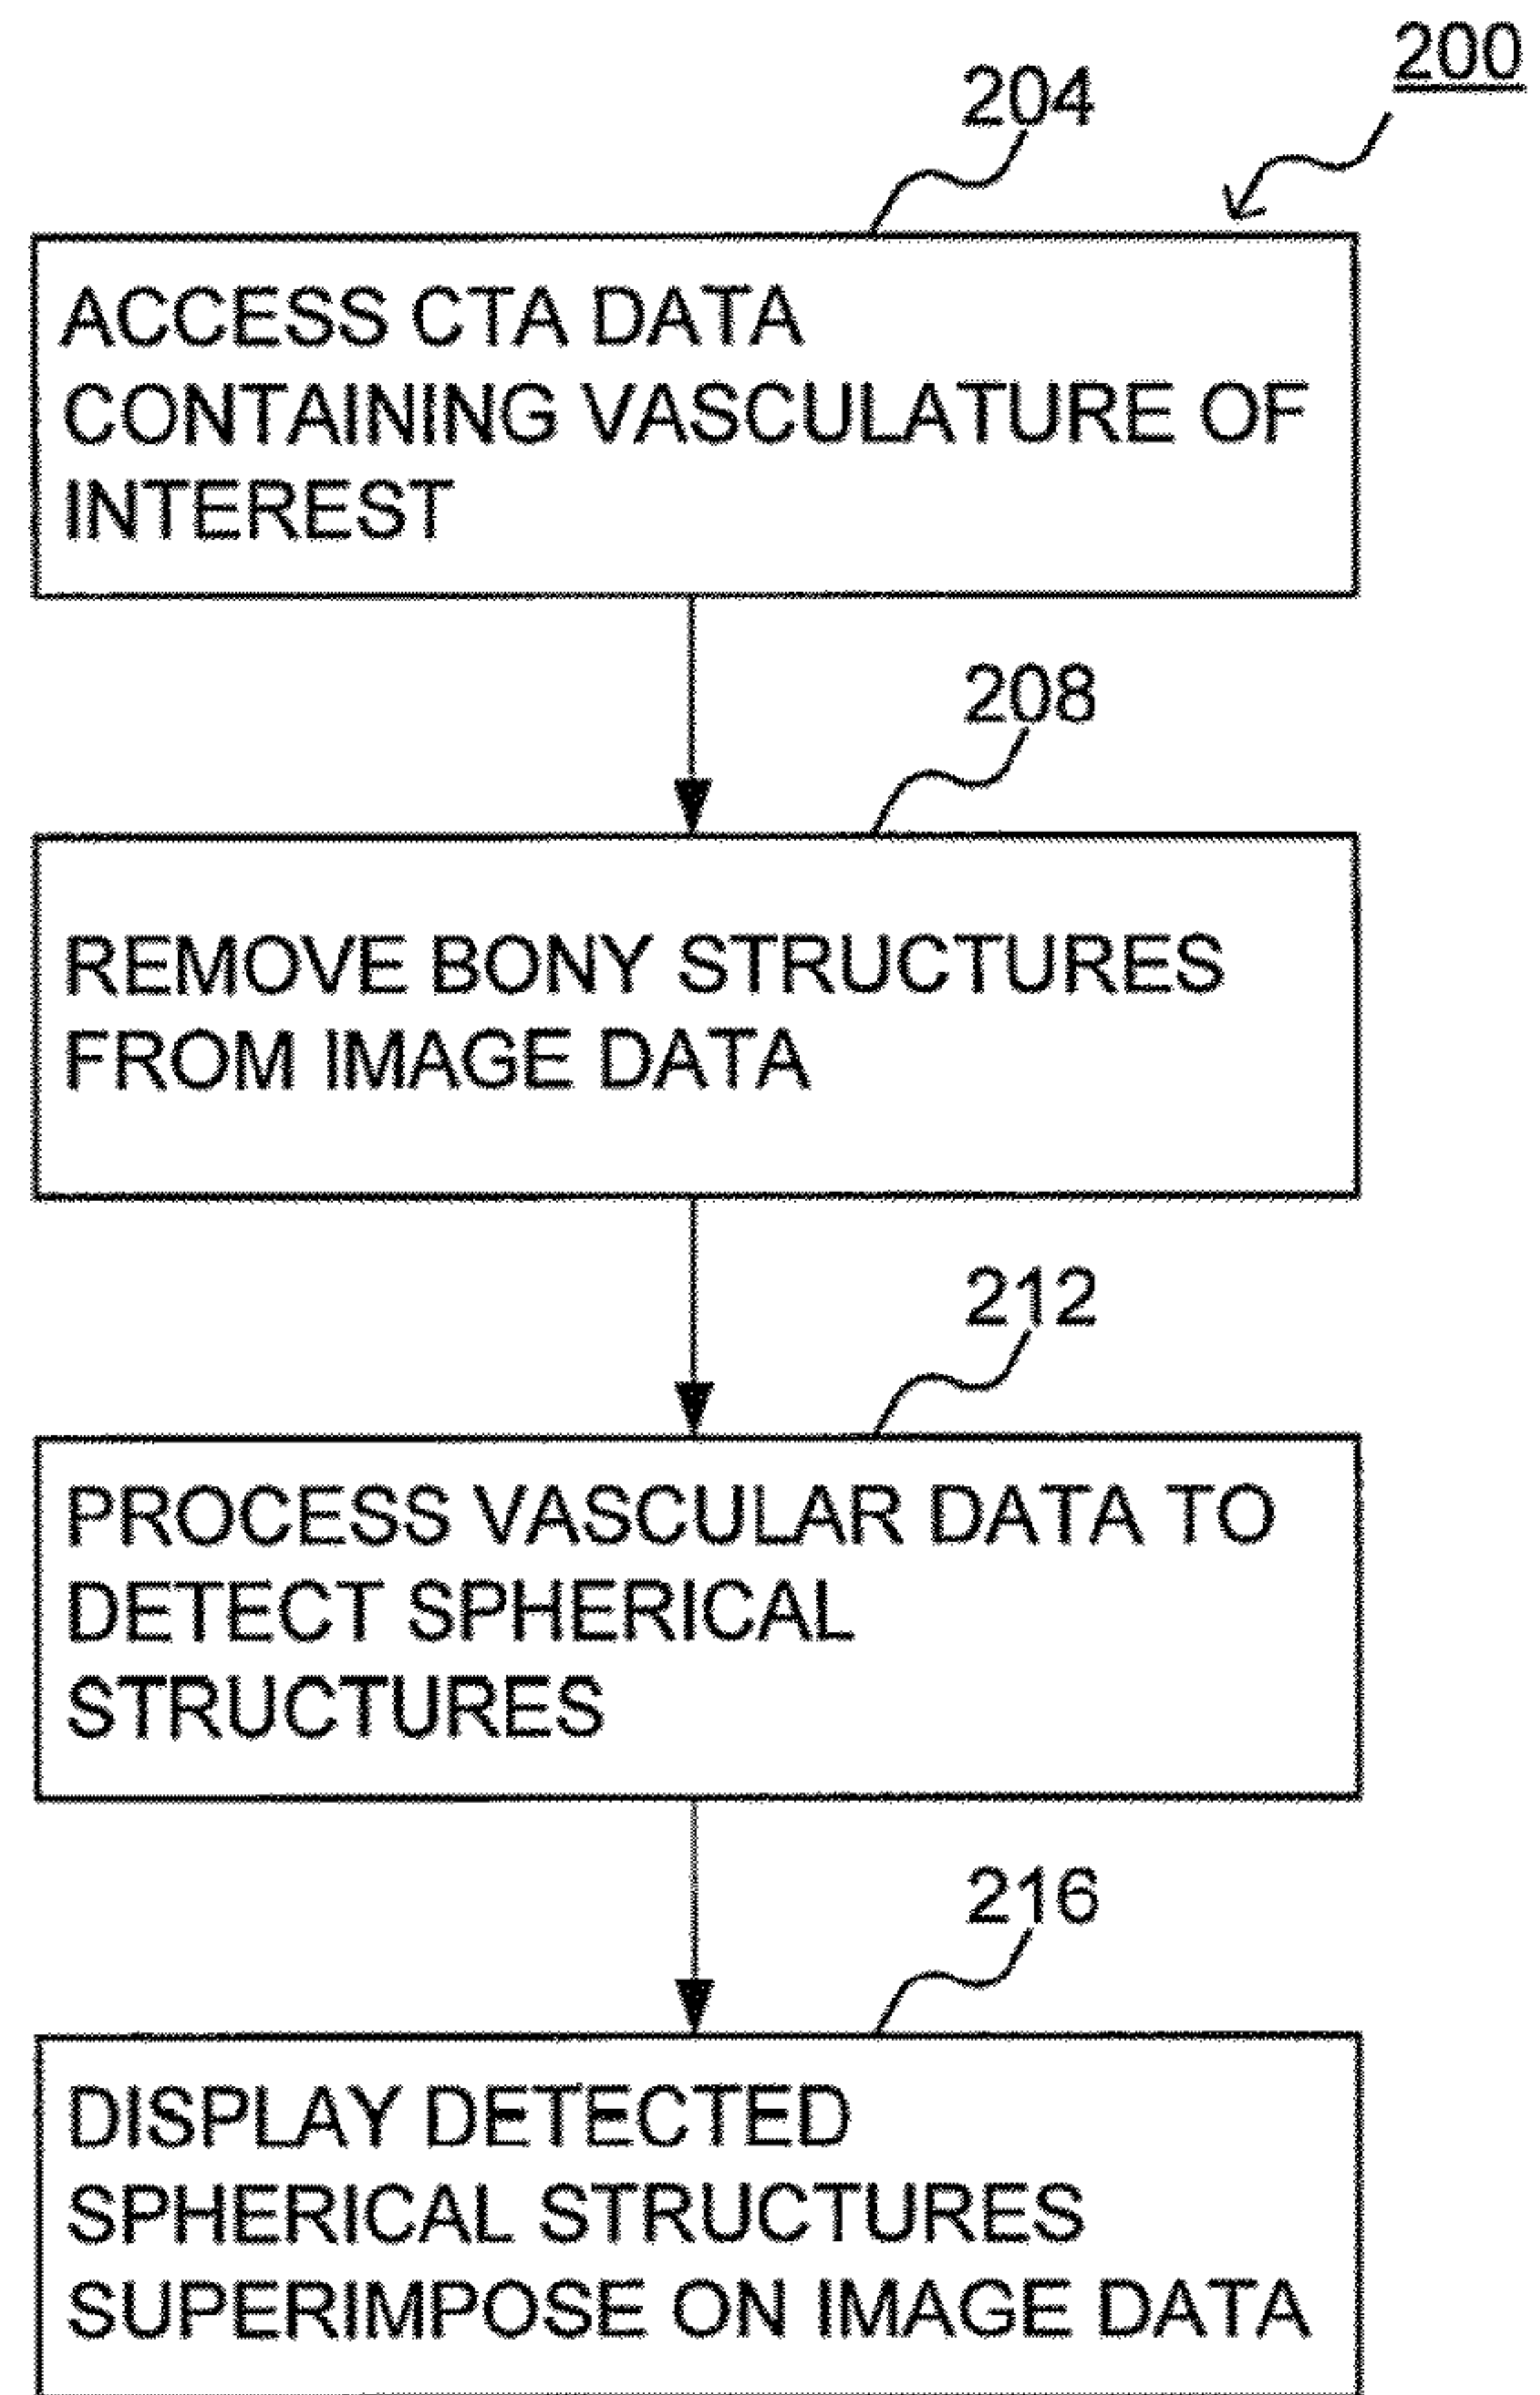 200
204
ACCESS CTA DATA
CONTAINING VASCULATURE OF
INTEREST
208
REMOVE BONY STRUCTURES
FROM IMAGE DATA
212
PROCESS VASCULAR DATA TO
DETECT SPHERICAL
STRUCTURES
216
DISPLAY DETECTED
SPHERICAL STRUCTURES
SUPERIMPOSE ON IMAGE DATA